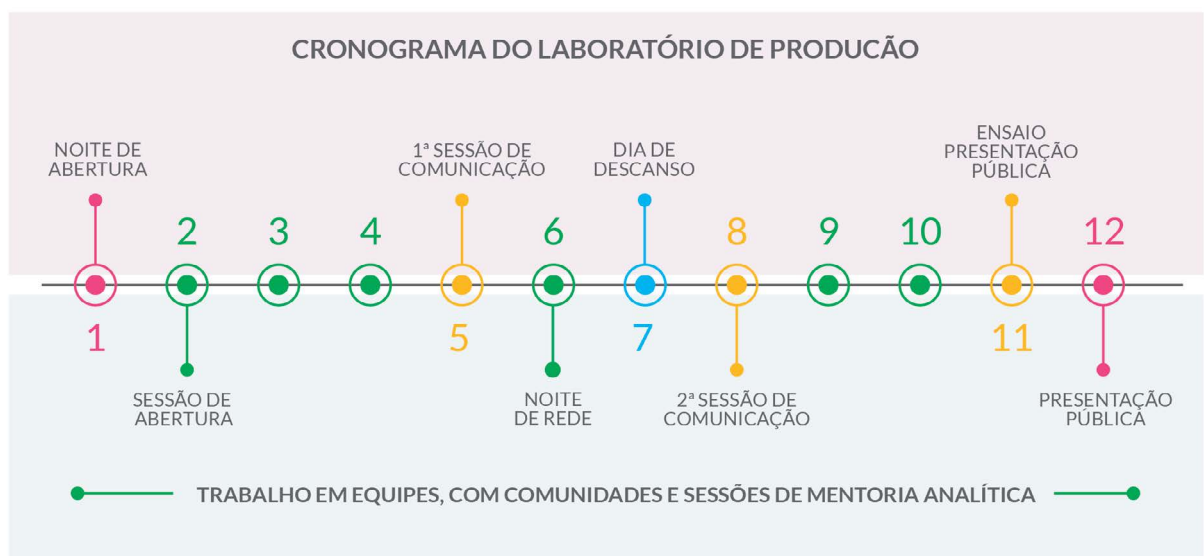 CRONOGRAMA DO LABORATÓRIO DE PRODUCÃO
NOITE DE
ABERTURA
1ª SESSÃO DE
COMUNICAÇÃO
DIA DE
DESCANSO
ENSAIO
PRESENTAÇÃO
PÚBLICA
2 3 4 6 8 9 10 12
1 5 7 11
SESSÃO DE
ABERTURA
NOITE
DE REDE
2ª SESSÃO DE
COMUNICAÇÃO
PRESENTAÇÃO
PÚBLICA
TRABALHO EM EQUIPES, COM COMUNIDADES E SESSÕES DE MENTORIA ANALÍTICA